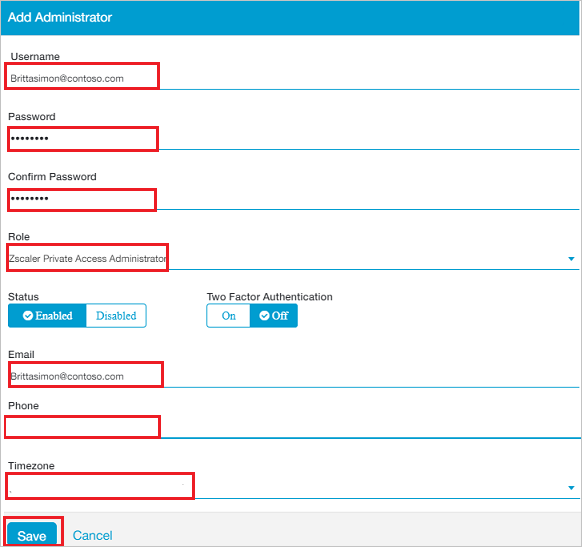 Add Administrator
Username
Brittasimon@contoso.com
Password
••••••••
Confirm Password
••••••••
Role
Zscaler Private Access Administrator
Status Two Factor Authentication
Enabled Disabled On Off
Email
Brittasimon@contoso.com
Phone
Timezone
Save Cancel